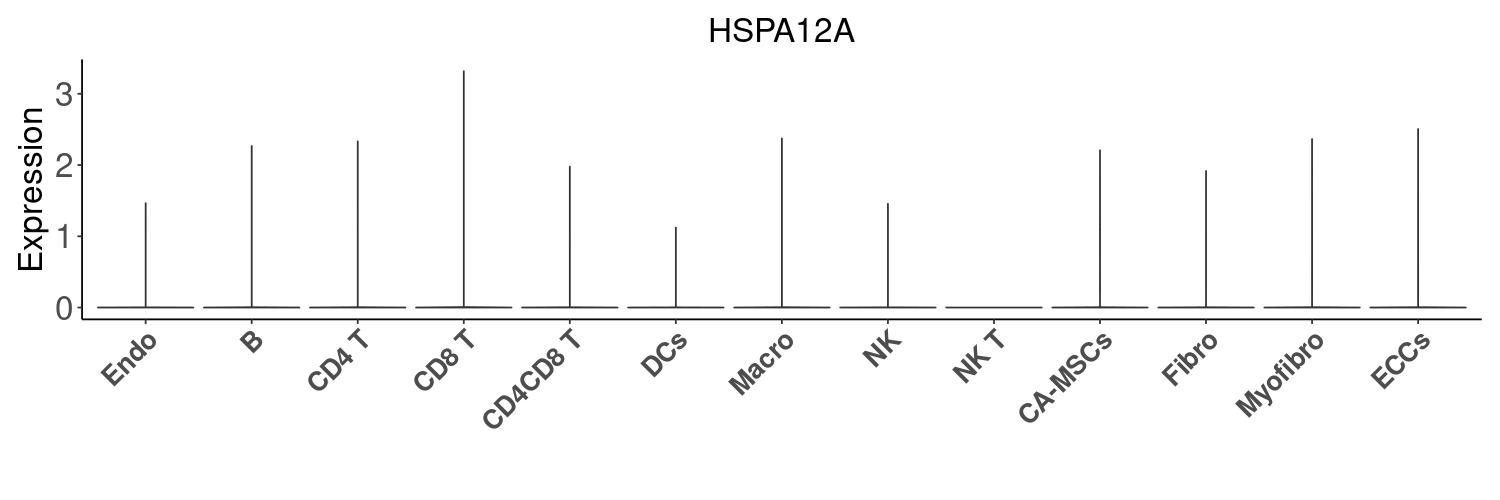 HSPA12A
Expression
3
2
1
0
Endo
B
CD4 T
CD8 T
CD4CD8 T
DCs
Macro
NK
NK T
CA-MSCs
Fibro
Myofibro
ECCs